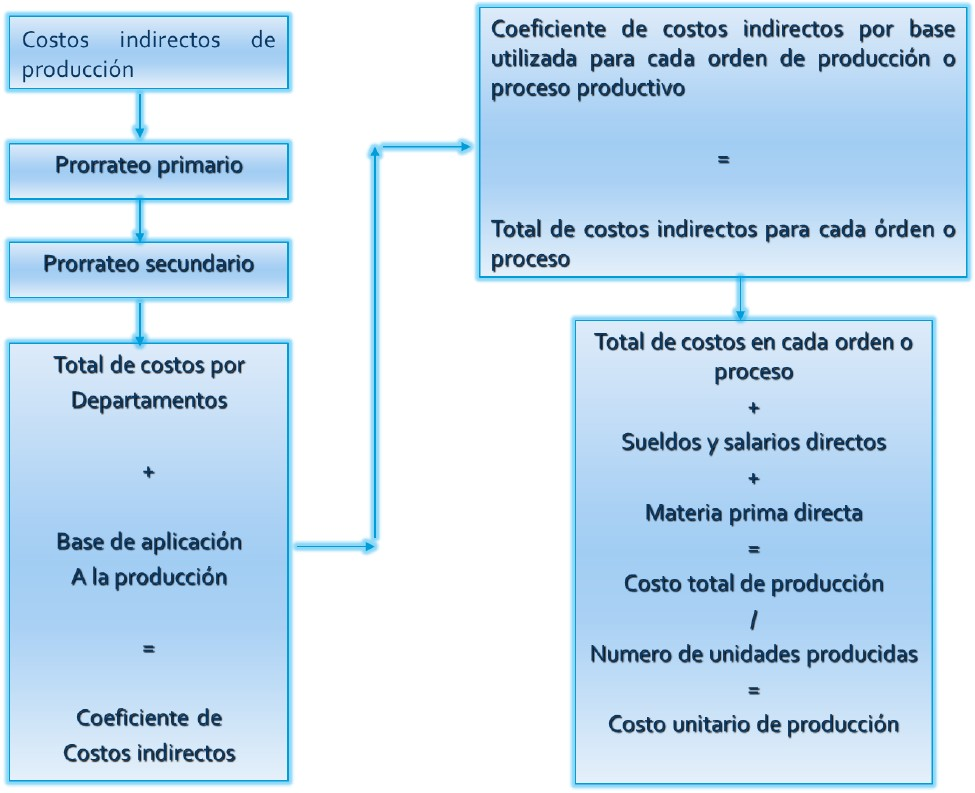 Costos indirectos de
producción
Prorrateo primario
Prorrateo secundario
Total de costos por
Departamentos
+
Base de aplicación
A la producción
=
Coeficiente de
Costos indirectos
Coeficiente de costos indirectos por base
utilizada para cada orden de producción o
proceso productivo
=
Total de costos indirectos para cada órden o
proceso
Total de costos en cada orden o
proceso
+
Sueldos y salarios directos
+
Materia prima directa
=
Costo total de producción
/
Numero de unidades producidas
=
Costo unitario de producción